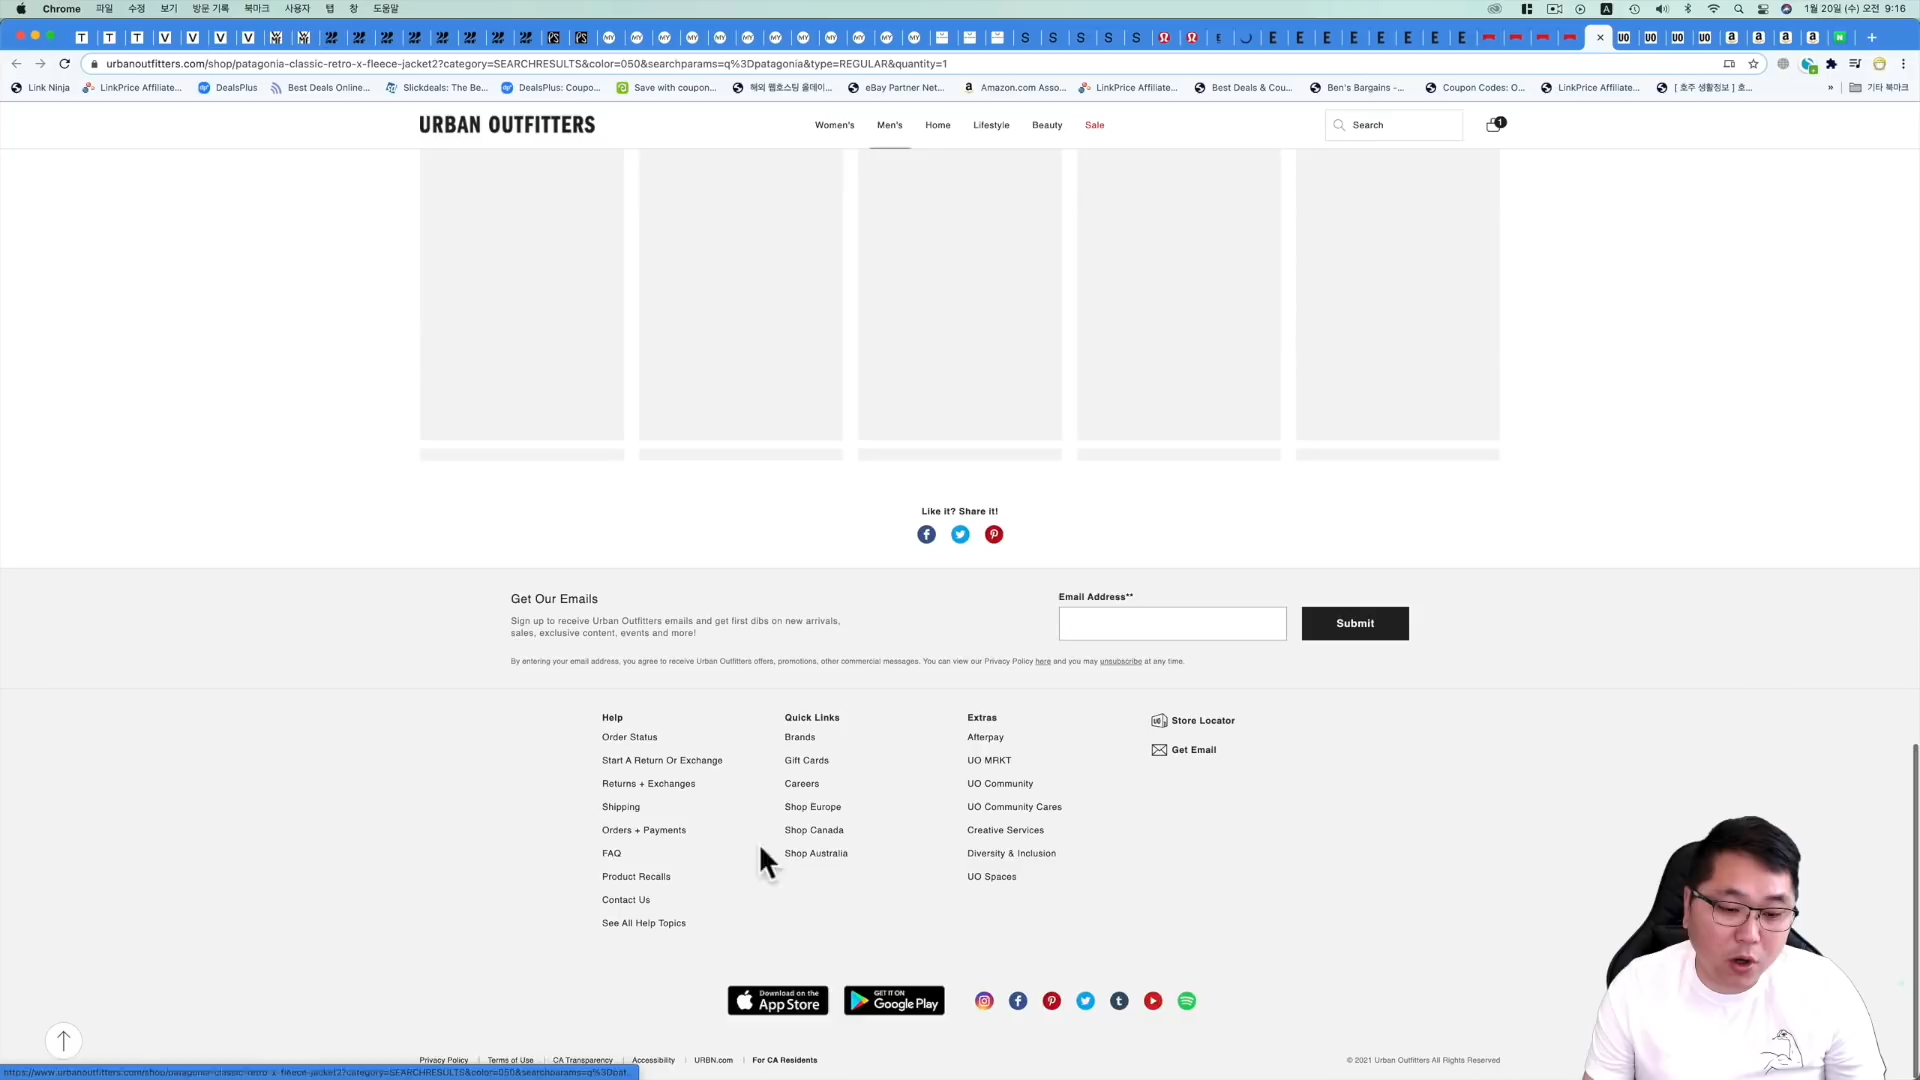 Chrome 파일 수정 보기 방문 기록 북마크 사용자 탭 창 도움말 1월 20일 (수) 오전 9:16
urbanoutfitters.com/shop/patagonia-classic-retro-x-fleece-jacket2?category=SEARCHRESULTS&color=050&searchparams=q%3Dpatagonia&type=REGULAR&quantity=1
Link Ninja LinkPrice Affiliate... DealsPlus Best Deals Online... Slickdeals: The Be... DealsPlus: Coupo... Save with coupon... 해외 웹호스팅 올테이... eBay Partner Net... Amazon.com Asso... LinkPrice Affiliate... Best Deals & Cou... Ben's Bargains -... Coupon Codes: O... LinkPrice Affiliate... [ 호주 생활정보 ] 호... » 기타 북마크
URBAN OUTFITTERS Women's Men's Home Lifestyle Beauty Sale Search 1
Like it? Share it!
Get Our Emails
Sign up to receive Urban Outfitters emails and get first dibs on new arrivals,
sales, exclusive content, events and more!
Email Address**
Submit
By entering your email address, you agree to receive Urban Outfitters offers, promotions, other commercial messages. You can view our Privacy Policy here and you may unsubscribe at any time.
Help
Order Status
Start A Return Or Exchange
Returns + Exchanges
Shipping
Orders + Payments
FAQ
Product Recalls
Contact Us
See All Help Topics
Quick Links
Brands
Gift Cards
Careers
Shop Europe
Shop Canada
Shop Australia
Extras
Afterpay
UO MRKT
UO Community
UO Community Cares
Creative Services
Diversity & Inclusion
UO Spaces
Store Locator
Get Email
Download on the
App Store
GET IT ON
Google Play
Privacy Policy Terms of Use CA Transparency Accessibility URBN.com For CA Residents
© 2021 Urban Outfitters All Rights Reserved
https://www.urbanoutfitters.com/shop/patagonia-classic-retro-x-fleece-jacket2?category=SEARCHRESULTS&color=050&searchparams=q%3Dpat...